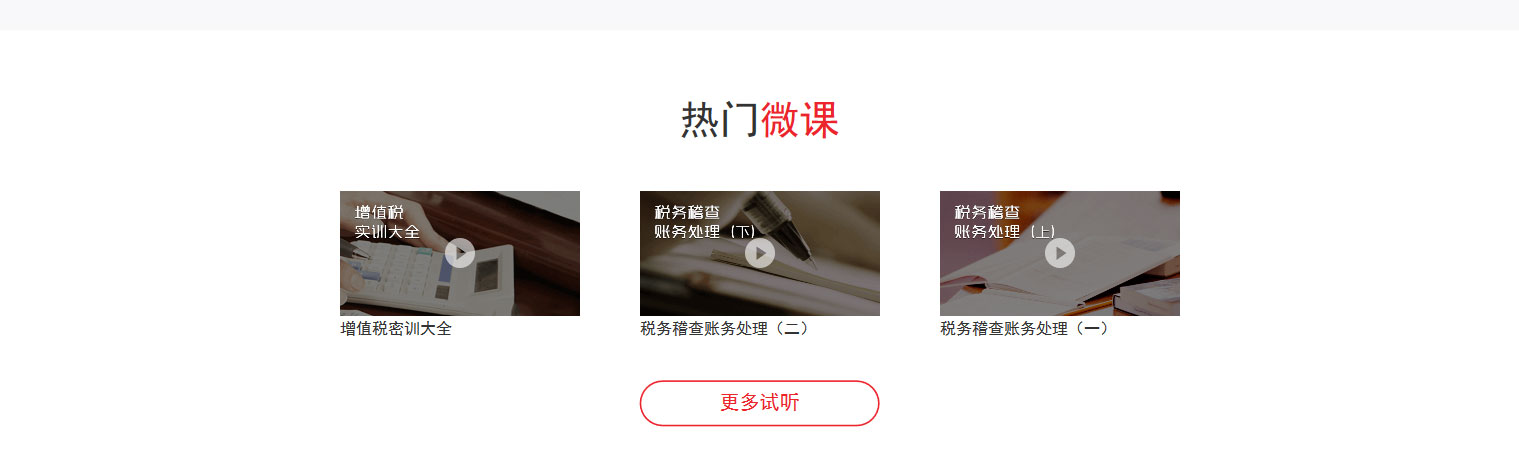 热门微课
增值税
实训大全
增值税密训大全
税务稽查
账务处理（下）
税务稽查账务处理（二）
税务稽查
账务处理（上）
税务稽查账务处理（一）
更多试听